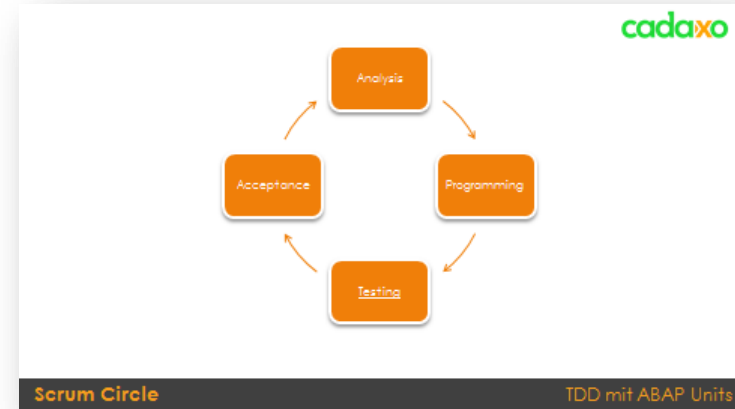 cadaxo
Analysis
Acceptance
Programming
Testing
Scrum Circle
TDD mit ABAP Units